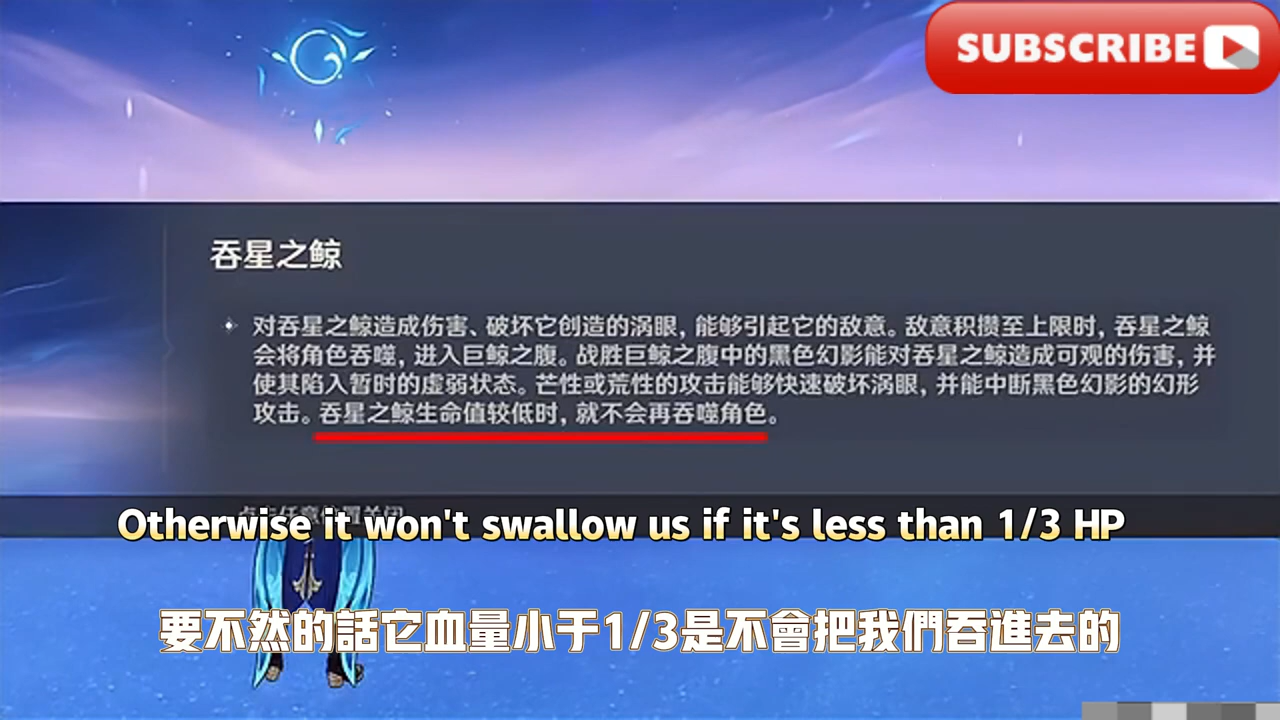 SUBSCRIBE
吞星之鲸
对吞星之鲸造成伤害、破坏它创造的涡眼，能够引起它的敌意。敌意积攒至上限时，吞星之鲸
会将角色吞噬，进入巨鲸之腹。战胜巨鲸之腹中的黑色幻影能对吞星之鲸造成可观的伤害，并
使其陷入暂时的虚弱状态。芒性或荒性的攻击能够快速破坏涡眼，并能中断黑色幻影的幻形
攻击。吞星之鲸生命值较低时，就不会再吞噬角色。
Otherwise it won't swallow us if it's less than 1/3 HP
要不然的話它血量小于1/3是不會把我們吞進去的